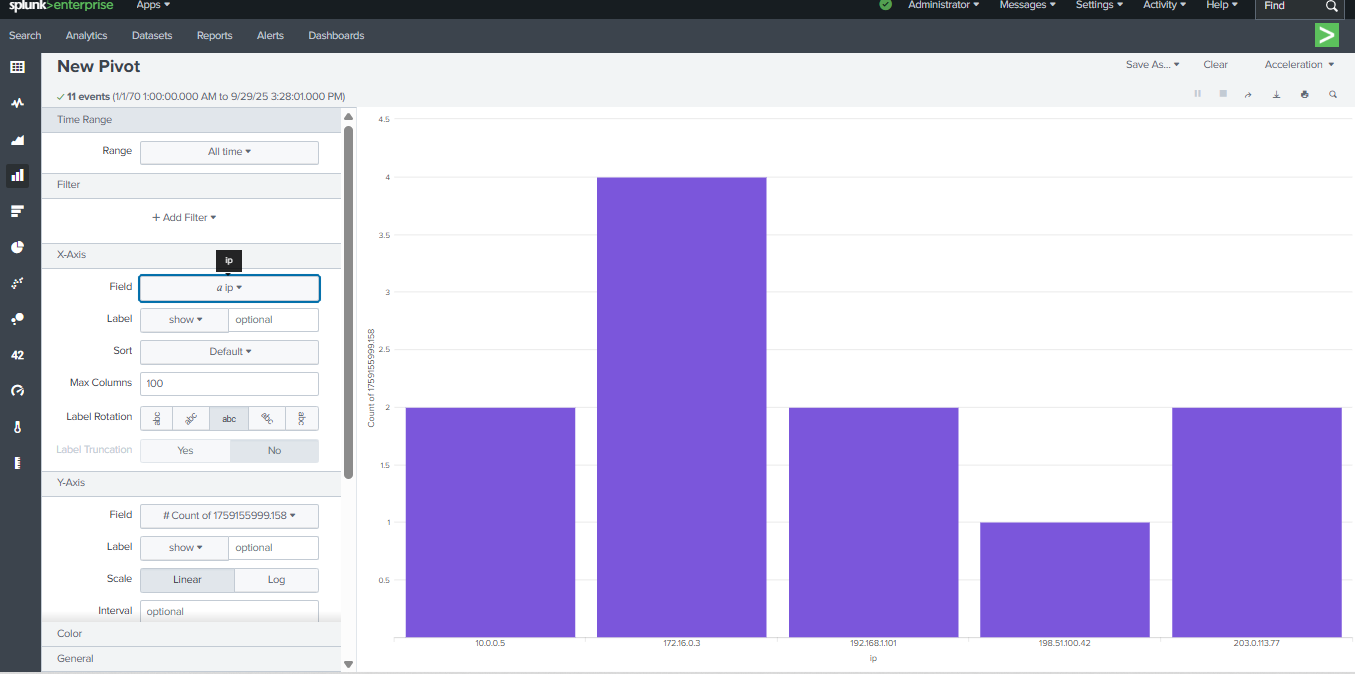 splunk>enterprise Apps Administrator Messages Settings Activity Help Find
Search Analytics Datasets Reports Alerts Dashboards
New Pivot
Save As... Clear Acceleration
✓ 11 events (1/1/70 1:00:00.000 AM to 9/29/25 3:28:01.000 PM)
Time Range
Range All time
Filter
+ Add Filter
X-Axis
ip
Field a ip
Label show optional
Sort Default
Max Columns 100
Label Rotation abc abc abc abc abc
Label Truncation Yes No
Y-Axis
Field # Count of 1759155999.158
Label show optional
Scale Linear Log
Interval optional
Color
General
42
Count of 1759155999.158
4.5
4
3.5
3
2.5
2
1.5
1
0.5
10.0.0.5 172.16.0.3 192.168.1.101 198.51.100.42 203.0.113.77
ip